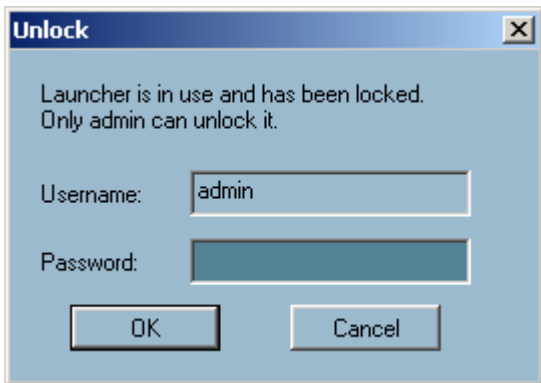 Unlock
Launcher is in use and has been locked.
Only admin can unlock it.
Username: admin
Password:
OK Cancel